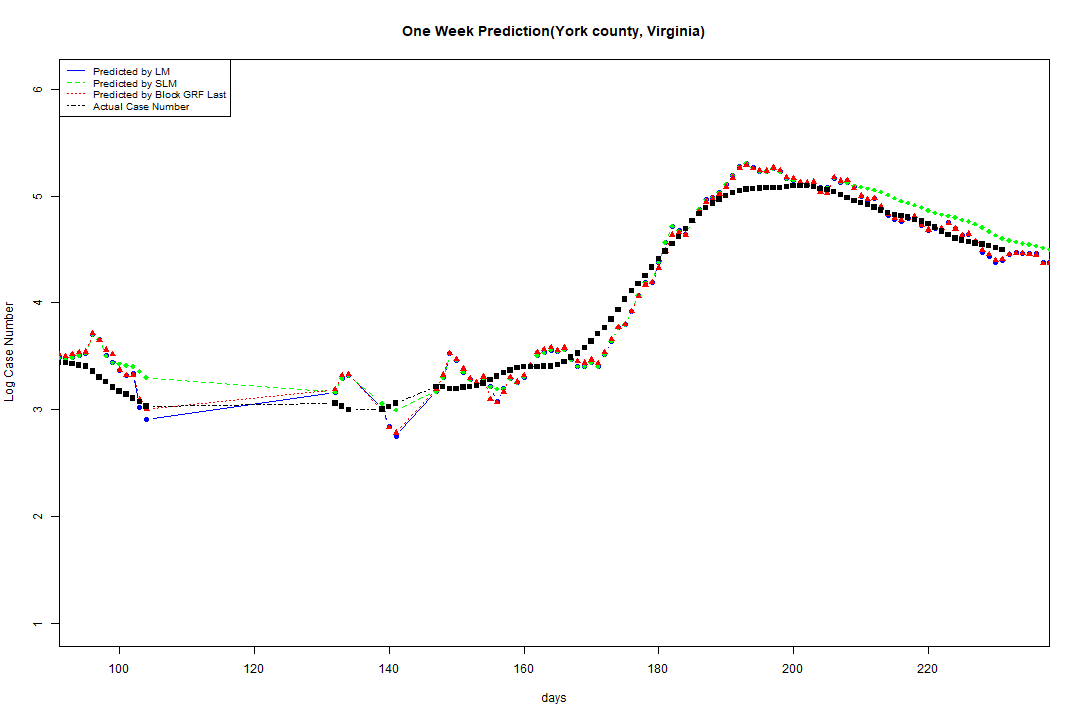 One Week Prediction(York county, Virginia)
Predicted by LM
Predicted by SLM
Predicted by Block GRF Last
Actual Case Number
6
5
4
3
2
1
Log Case Number
100 120 140 160 180 200 220
days